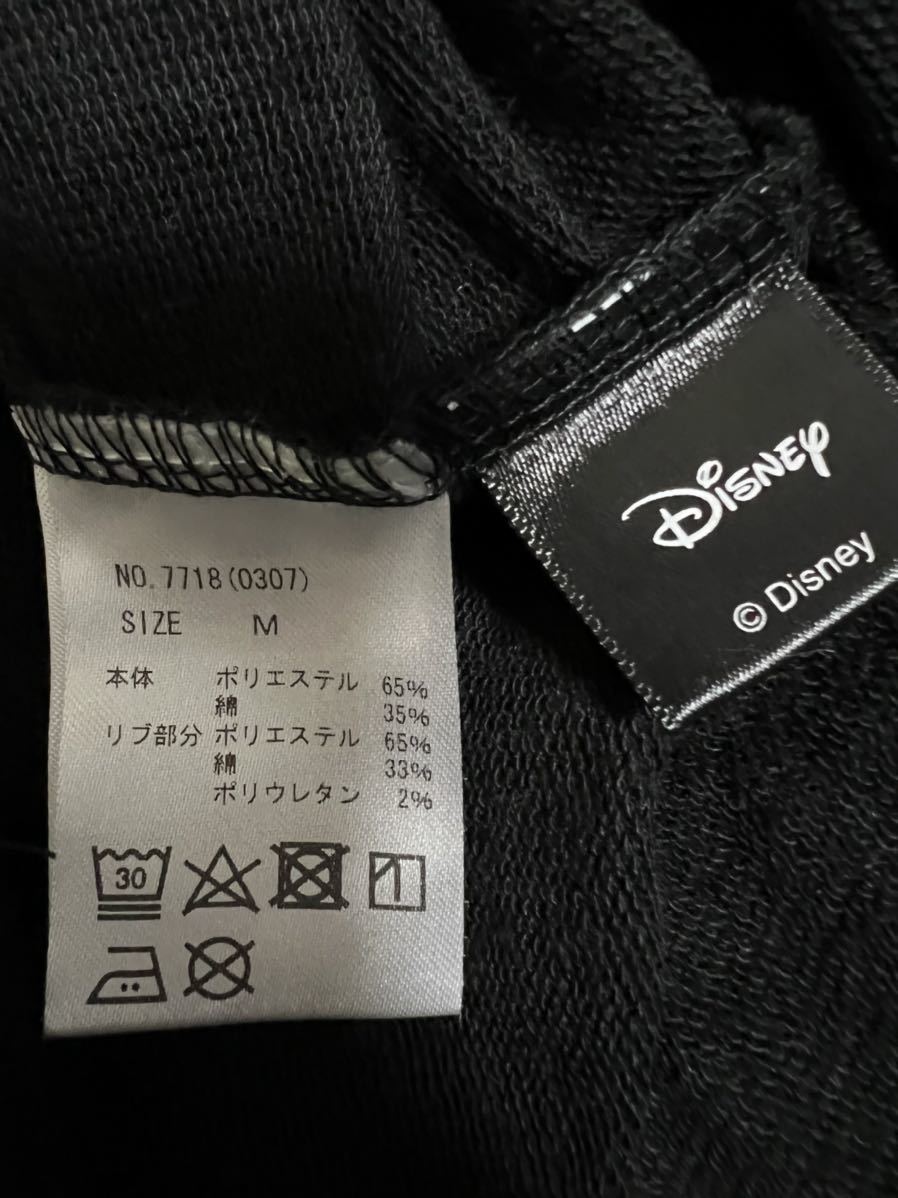 NO.7718(0307)
SIZE M
本体 ポリエステル 65%
綿 35%
リブ部分 ポリエステル 65%
綿 33%
ポリウレタン 2%
30
Disney
© Disney